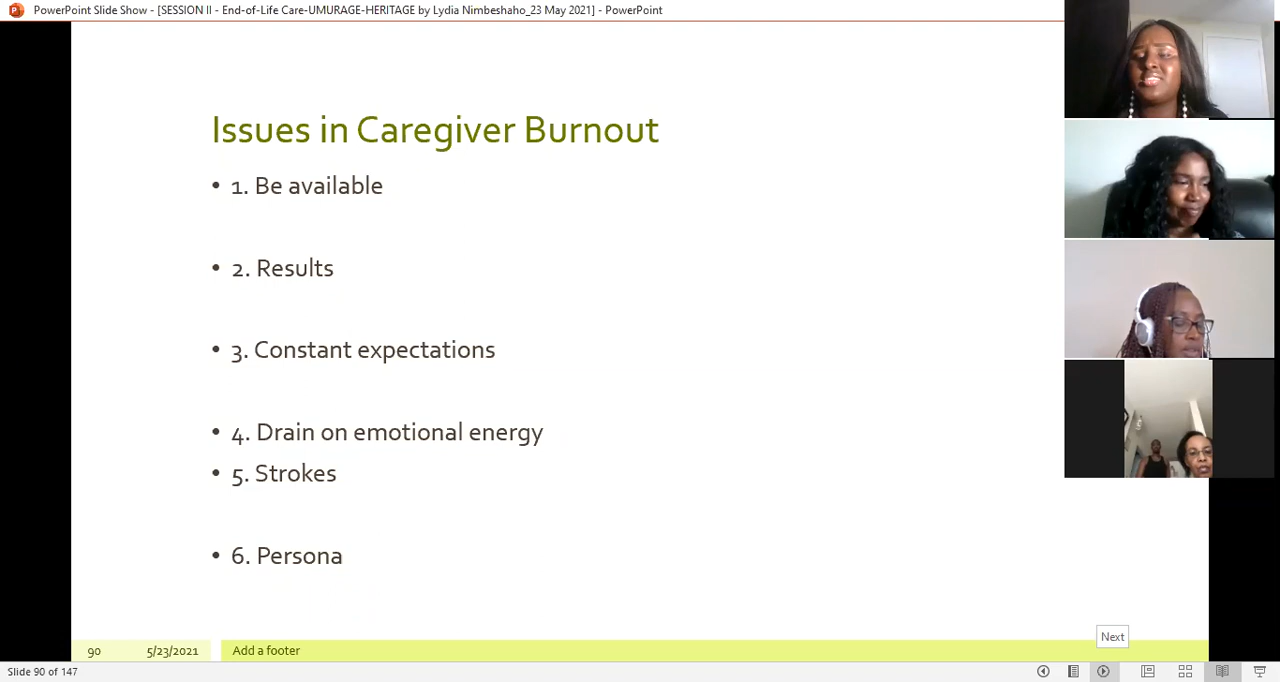 PowerPoint Slide Show - [SESSION II - End-of-Life Care-UMURAGE-HERITAGE by Lydia Nimbeshaho_23 May 2021] - PowerPoint
Issues in Caregiver Burnout
• 1. Be available
• 2. Results
• 3. Constant expectations
• 4. Drain on emotional energy
• 5. Strokes
• 6. Persona
Next
90 5/23/2021 Add a footer
Slide 90 of 147